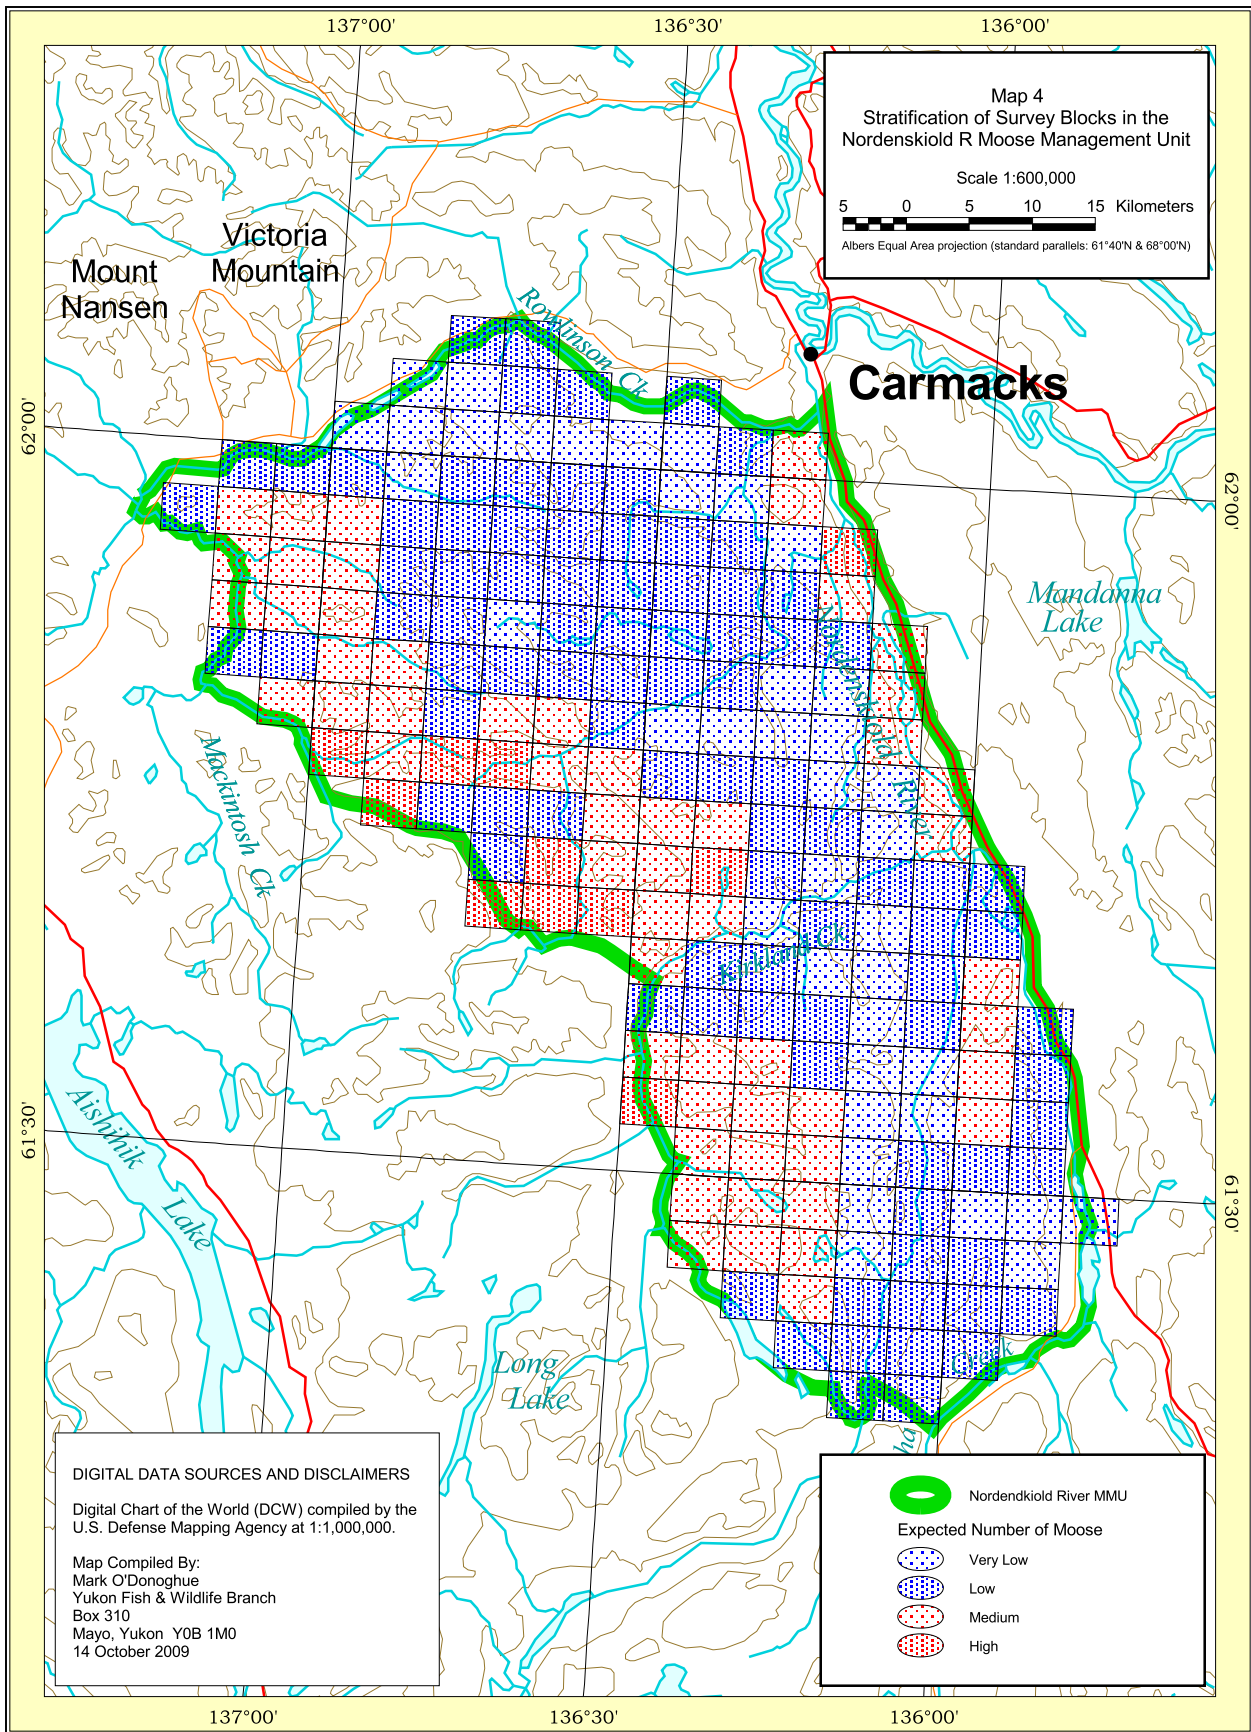 137°00'
136°30'
136°00'
Map 4
Stratification of Survey Blocks in the
Nordenskiold R Moose Management Unit
Scale 1:600,000
5 0 5 10 15 Kilometers
Albers Equal Area projection (standard parallels: 61°40'N & 68°00'N)
Victoria
Mountain
Mount
Nansen
Rowlinson Ck
Carmacks
62°00'
62°00'
Mandanna
Lake
Nordenskiold River
Mackintosh Ck
Kirkland Ck
61°30'
61°30'
Aishihik Lake
Long
Lake
Creek
DIGITAL DATA SOURCES AND DISCLAIMERS
Digital Chart of the World (DCW) compiled by the
U.S. Defense Mapping Agency at 1:1,000,000.
Map Compiled By:
Mark O'Donoghue
Yukon Fish & Wildlife Branch
Box 310
Mayo, Yukon Y0B 1M0
14 October 2009
Nordendkiold River MMU
Expected Number of Moose
Very Low
Low
Medium
High
137°00'
136°30'
136°00'